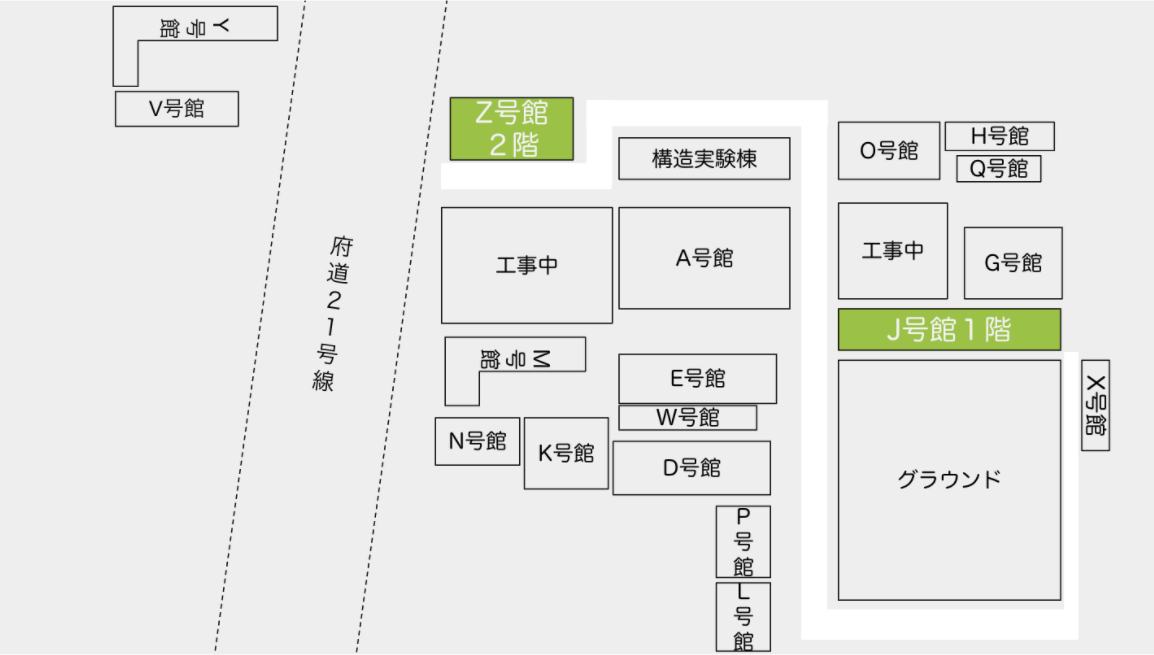 Y号館
V号館
Z号館
2階
構造実験棟
O号館
H号館
Q号館
工事中
A号館
工事中
G号館
府道21号線
J号館1階
M号館
E号館
X号館
W号館
N号館
K号館
D号館
グラウンド
P号館
L号館